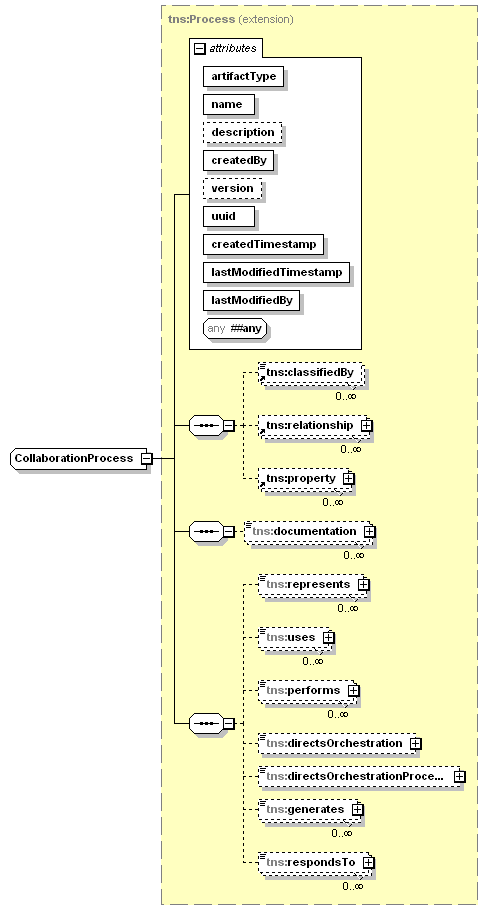 tns:Process (extension)
attributes
artifactType
name
description
createdBy
version
uuid
createdTimestamp
lastModifiedTimestamp
lastModifiedBy
any ##any
tns:classifiedBy
0..∞
tns:relationship
0..∞
CollaborationProcess
tns:property
0..∞
tns:documentation
0..∞
tns:represents
0..∞
tns:uses
0..∞
tns:performs
0..∞
tns:directsOrchestration
tns:directsOrchestrationProce...
tns:generates
0..∞
tns:respondsTo
0..∞